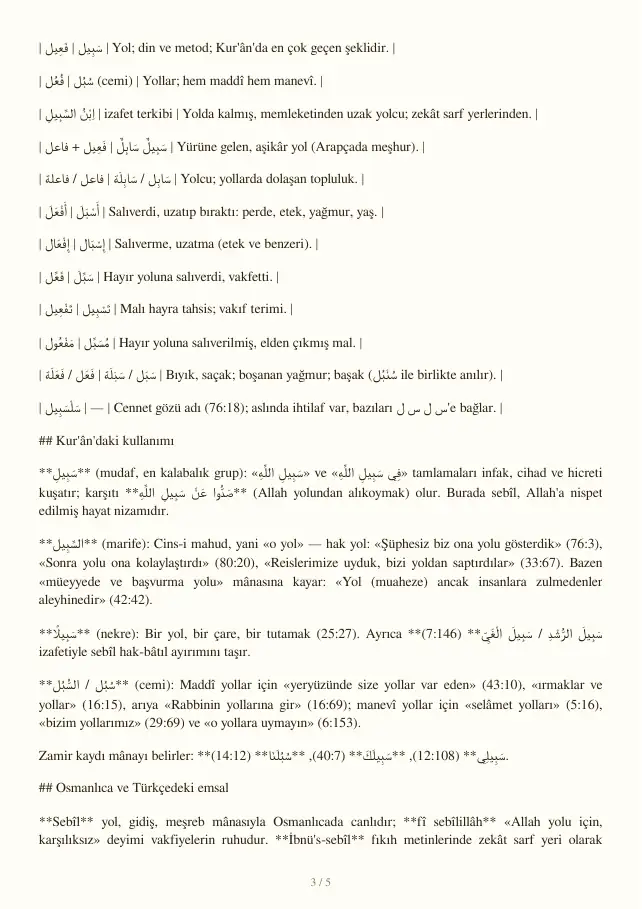 | سَبِيل | فَعِيل | Yol; din ve metod; Kur'ân'da en çok geçen şeklidir. |
| سُبُل | فُعُل (cemi) | Yollar; hem maddî hem manevî. |
| اِبْنُ السَّبِيلِ | izafet terkibi | Yolda kalmış, memleketinden uzak yolcu; zekât sarf yerlerinden. |
| سَبِيلٌ سَابِلٌ | فَعِيل + فاعل | Yürüne gelen, aşikâr yol (Arapçada meşhur). |
| سَابِل / سَابِلَة | فاعل / فاعلة | Yolcu; yollarda dolaşan topluluk. |
| أَسْبَلَ | أَفْعَلَ | Salıverdi, uzatıp bıraktı: perde, etek, yağmur, yaş. |
| إِسْبَال | إِفْعَال | Salıverme, uzatma (etek ve benzeri). |
| سَبَّلَ | فَعَّل | Hayır yoluna salıverdi, vakfetti. |
| تَسْبِيل | تَفْعِيل | Malı hayra tahsis; vakıf terimi. |
| مُسَبَّل | مَفْعُول | Hayır yoluna salıverilmiş, elden çıkmış mal. |
| سَبَل / سَبَلَة | فَعَل / فَعَلَة | Bıyık, saçak; boşanan yağmur; başak (سُنْبُل ile birlikte anılır). |
| سَلْسَبِيل | — | Cennet gözü adı (76:18); aslında ihtilaf var, bazıları س ل س ل'e bağlar. |
## Kur'ân'daki kullanımı
**سَبِيلِ** (mudaf, en kalabalık grup): «سَبِيلِ اللَّهِ» ve «فِي سَبِيلِ اللَّهِ» tamlamaları infak, cihad ve hicreti
kuşatır; karşıtı **صَدُّوا عَنْ سَبِيلِ اللَّهِ** (Allah yolundan alıkoymak) olur. Burada sebîl, Allah'a nispet
edilmiş hayat nizamıdır.
**السَّبِيل** (marife): Cins-i mahud, yani «o yol» — hak yol: «Şüphesiz biz ona yolu gösterdik» (76:3),
«Sonra yolu ona kolaylaştırdı» (80:20), «Reislerimize uyduk, bizi yoldan saptırdılar» (33:67). Bazen
«müeyyede ve başvurma yolu» mânasına kayar: «Yol (muaheze) ancak insanlara zulmedenler
aleyhinedir» (42:42).
**سَبِيلًا** (nekre): Bir yol, bir çare, bir tutamak (25:27). Ayrıca **سَبِيلَ الرُّشْدِ / سَبِيلَ الْغَيِّ** (7:146)
izafetiyle sebîl hak-bâtıl ayırımını taşır.
**سُبُل / السُّبُل** (cemi): Maddî yollar için «yeryüzünde size yollar var eden» (43:10), «ırmaklar ve
yollar» (16:15), arıya «Rabbinin yollarına gir» (16:69); manevî yollar için «selâmet yolları» (5:16),
«bizim yollarımız» (29:69) ve «o yollara uymayın» (6:153).
Zamir kaydı mânayı belirler: **سَبِيلِي** (12:108), **سَبِيلَكَ** (40:7), **سُبُلَنَا** (14:12).
## Osmanlıca ve Türkçedeki emsal
**Sebîl** yol, gidiş, meşreb mânasıyla Osmanlıcada canlıdır; **fî sebîlillâh** «Allah yolu için,
karşılıksız» deyimi vakfiyelerin ruhudur. **İbnü's-sebîl** fıkıh metinlerinde zekât sarf yeri olarak
3 / 5